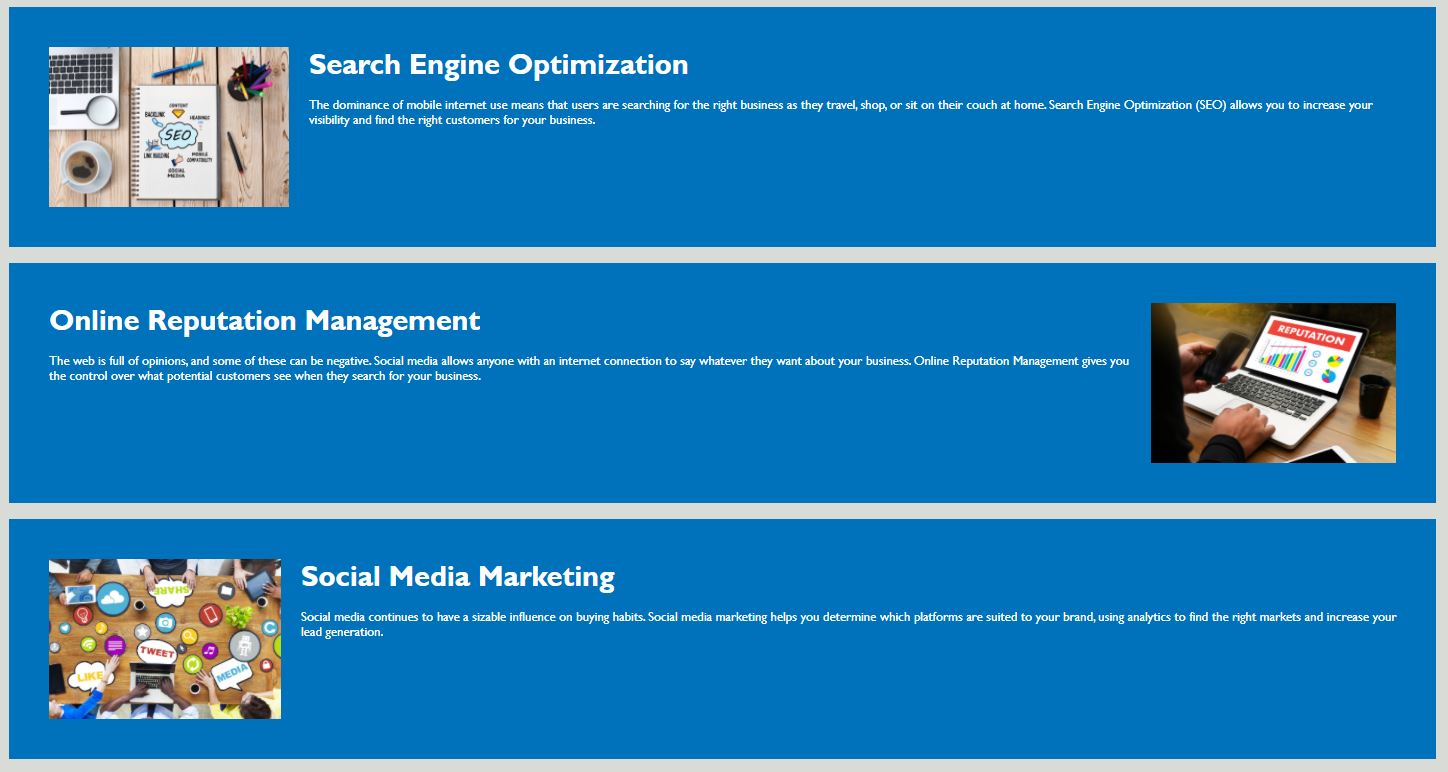 Search Engine Optimization
The dominance of mobile internet use means that users are searching for the right business as they travel, shop, or sit on their couch at home. Search Engine Optimization (SEO) allows you to increase your
visibility and find the right customers for your business.
CONTENT
BACKLINK
HEADINGS
SEO
LINK BUILDING
MOBILE
COMPATIBILITY
SOCIAL
MEDIA
Online Reputation Management
The web is full of opinions, and some of these can be negative. Social media allows anyone with an internet connection to say whatever they want about your business. Online Reputation Management gives you
the control over what potential customers see when they search for your business.
REPUTATION
Social Media Marketing
Social media continues to have a sizable influence on buying habits. Social media marketing helps you determine which platforms are suited to your brand, using analytics to find the right markets and increase your
lead generation.
SHARE
TWEET
LIKE
MEDIA